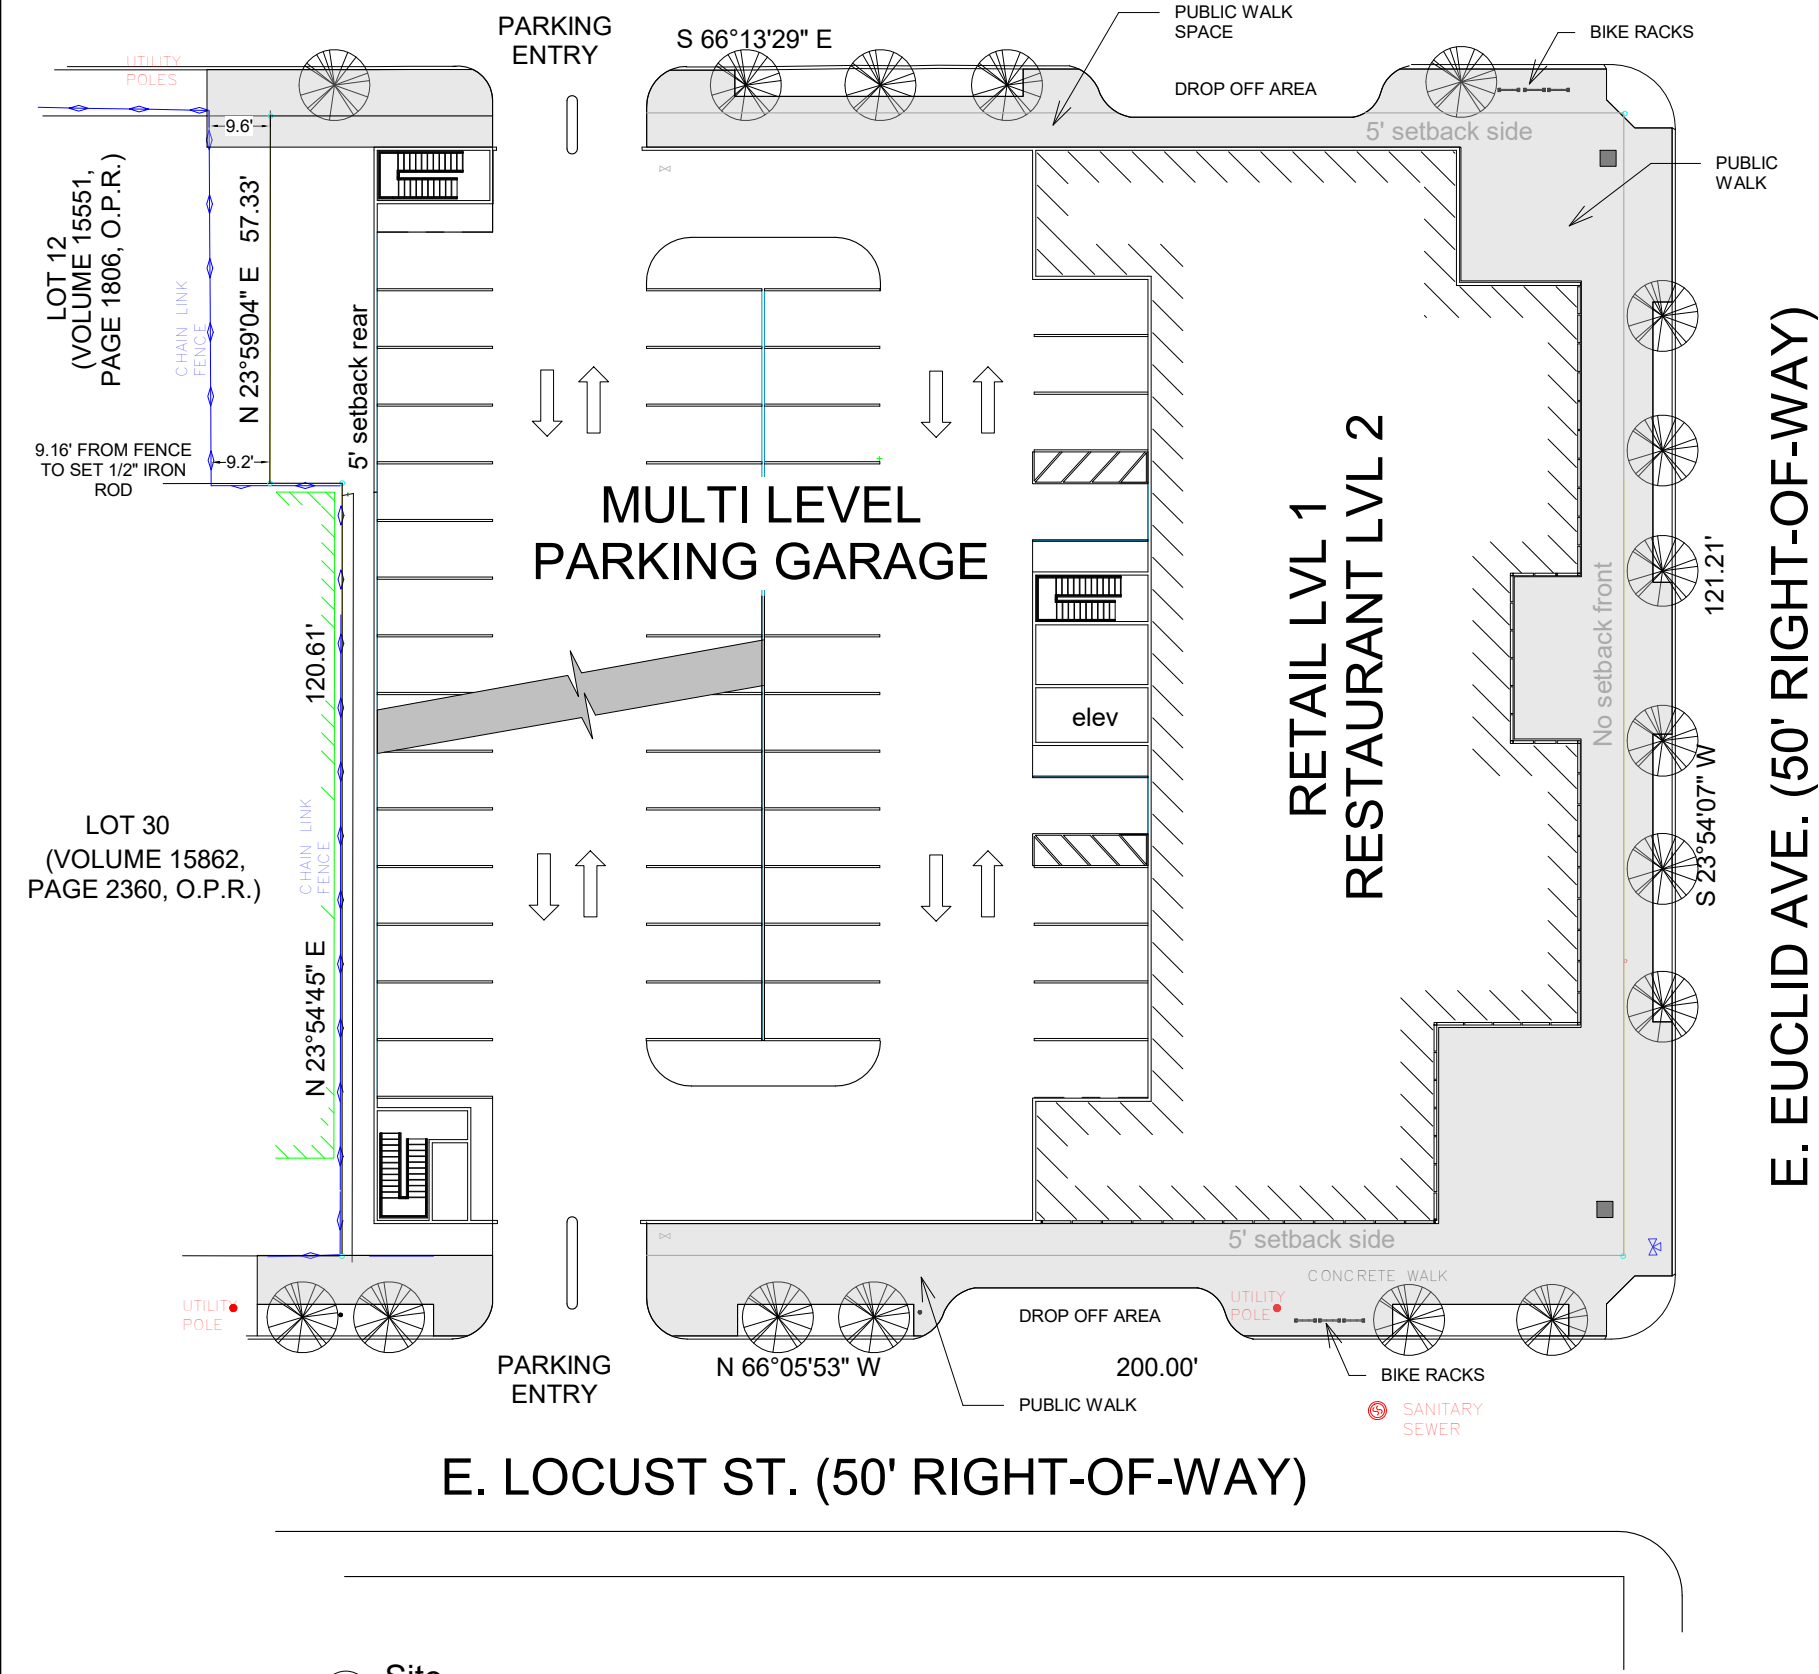 PARKING
ENTRY
S 66°13'29" E
PUBLIC WALK
SPACE
BIKE RACKS
UTILITY
POLES
DROP OFF AREA
5' setback side
9.6'
PUBLIC
WALK
LOT 12
(VOLUME 15551,
PAGE 1806, O.P.R.)
CHAIN LINK
FENCE
N 23°59'04" E 57.33'
5' setback rear
9.16' FROM FENCE
TO SET 1/2" IRON
ROD
9.2'
MULTI LEVEL
PARKING GARAGE
RETAIL LVL 1
RESTAURANT LVL 2
No setback front
121.21'
S 23°54'07" W
E. EUCLID AVE. (50' RIGHT-OF-WAY)
120.61'
elev
LOT 30
(VOLUME 15862,
PAGE 2360, O.P.R.)
CHAIN LINK
FENCE
N 23°54'45" E
5' setback side
CONCRETE WALK
UTILITY
POLE
UTILITY
POLE
DROP OFF AREA
PARKING
ENTRY
N 66°05'53" W
200.00'
BIKE RACKS
PUBLIC WALK
SANITARY
SEWER
E. LOCUST ST. (50' RIGHT-OF-WAY)
Site